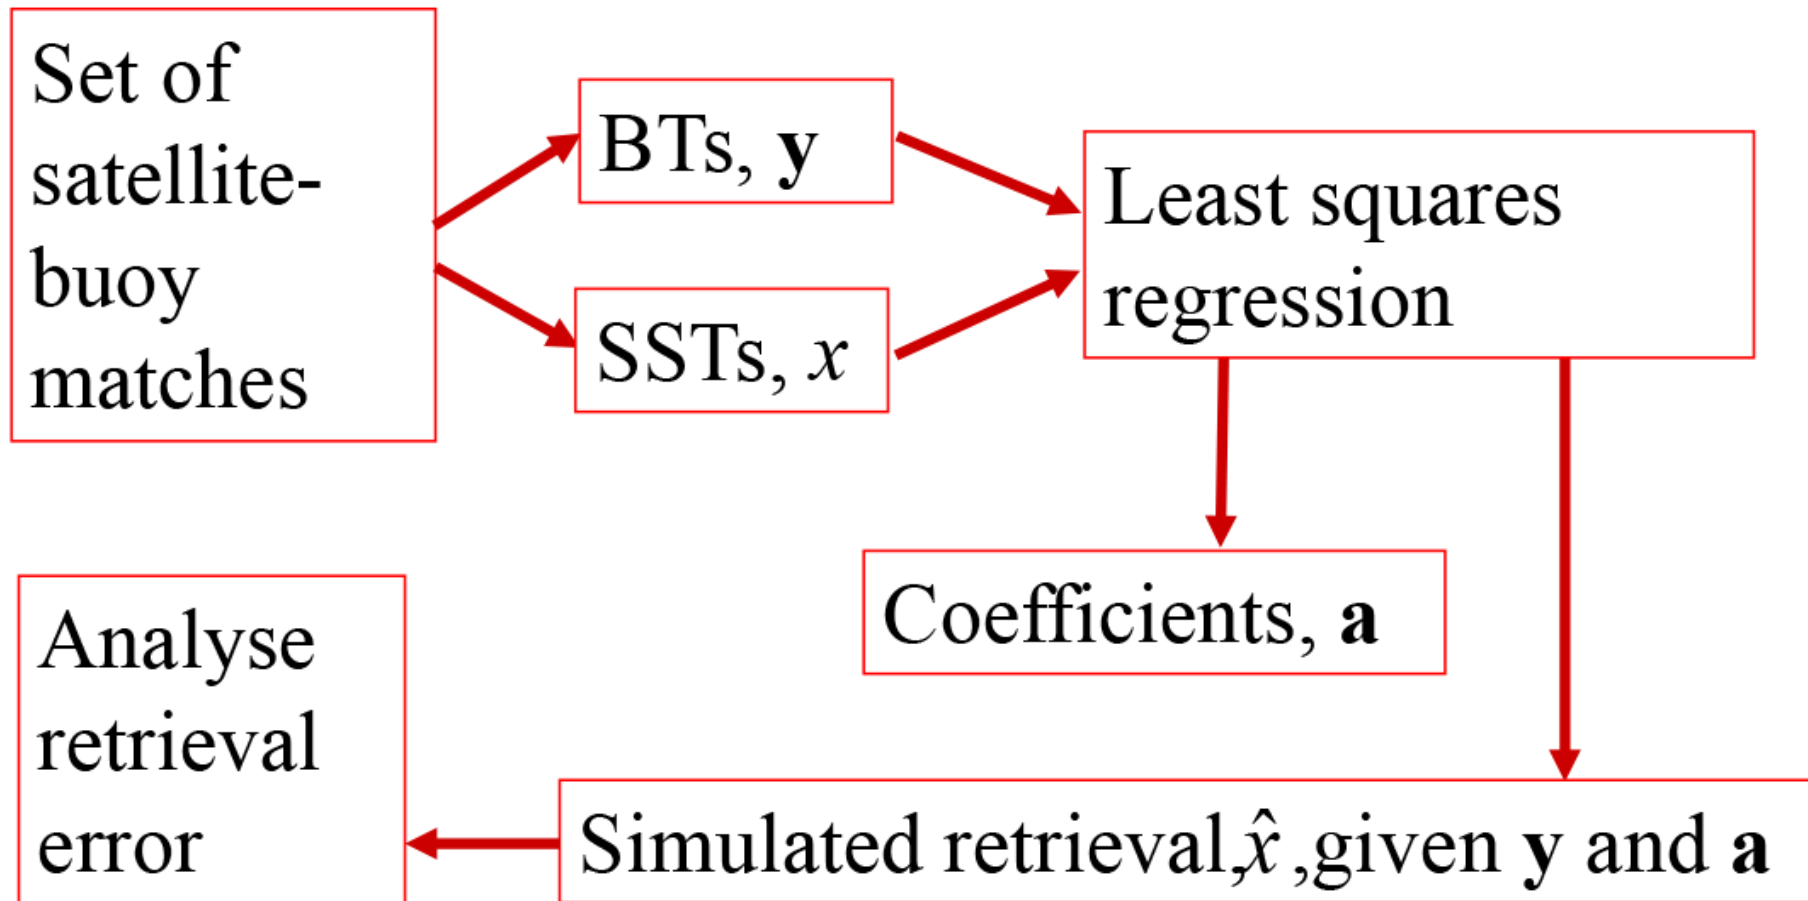 Set of
satellite-
buoy
matches
BTs, y
SSTs, x
Least squares
regression
Coefficients, a
Analyse
retrieval
error
Simulated retrieval,x̂,given y and a